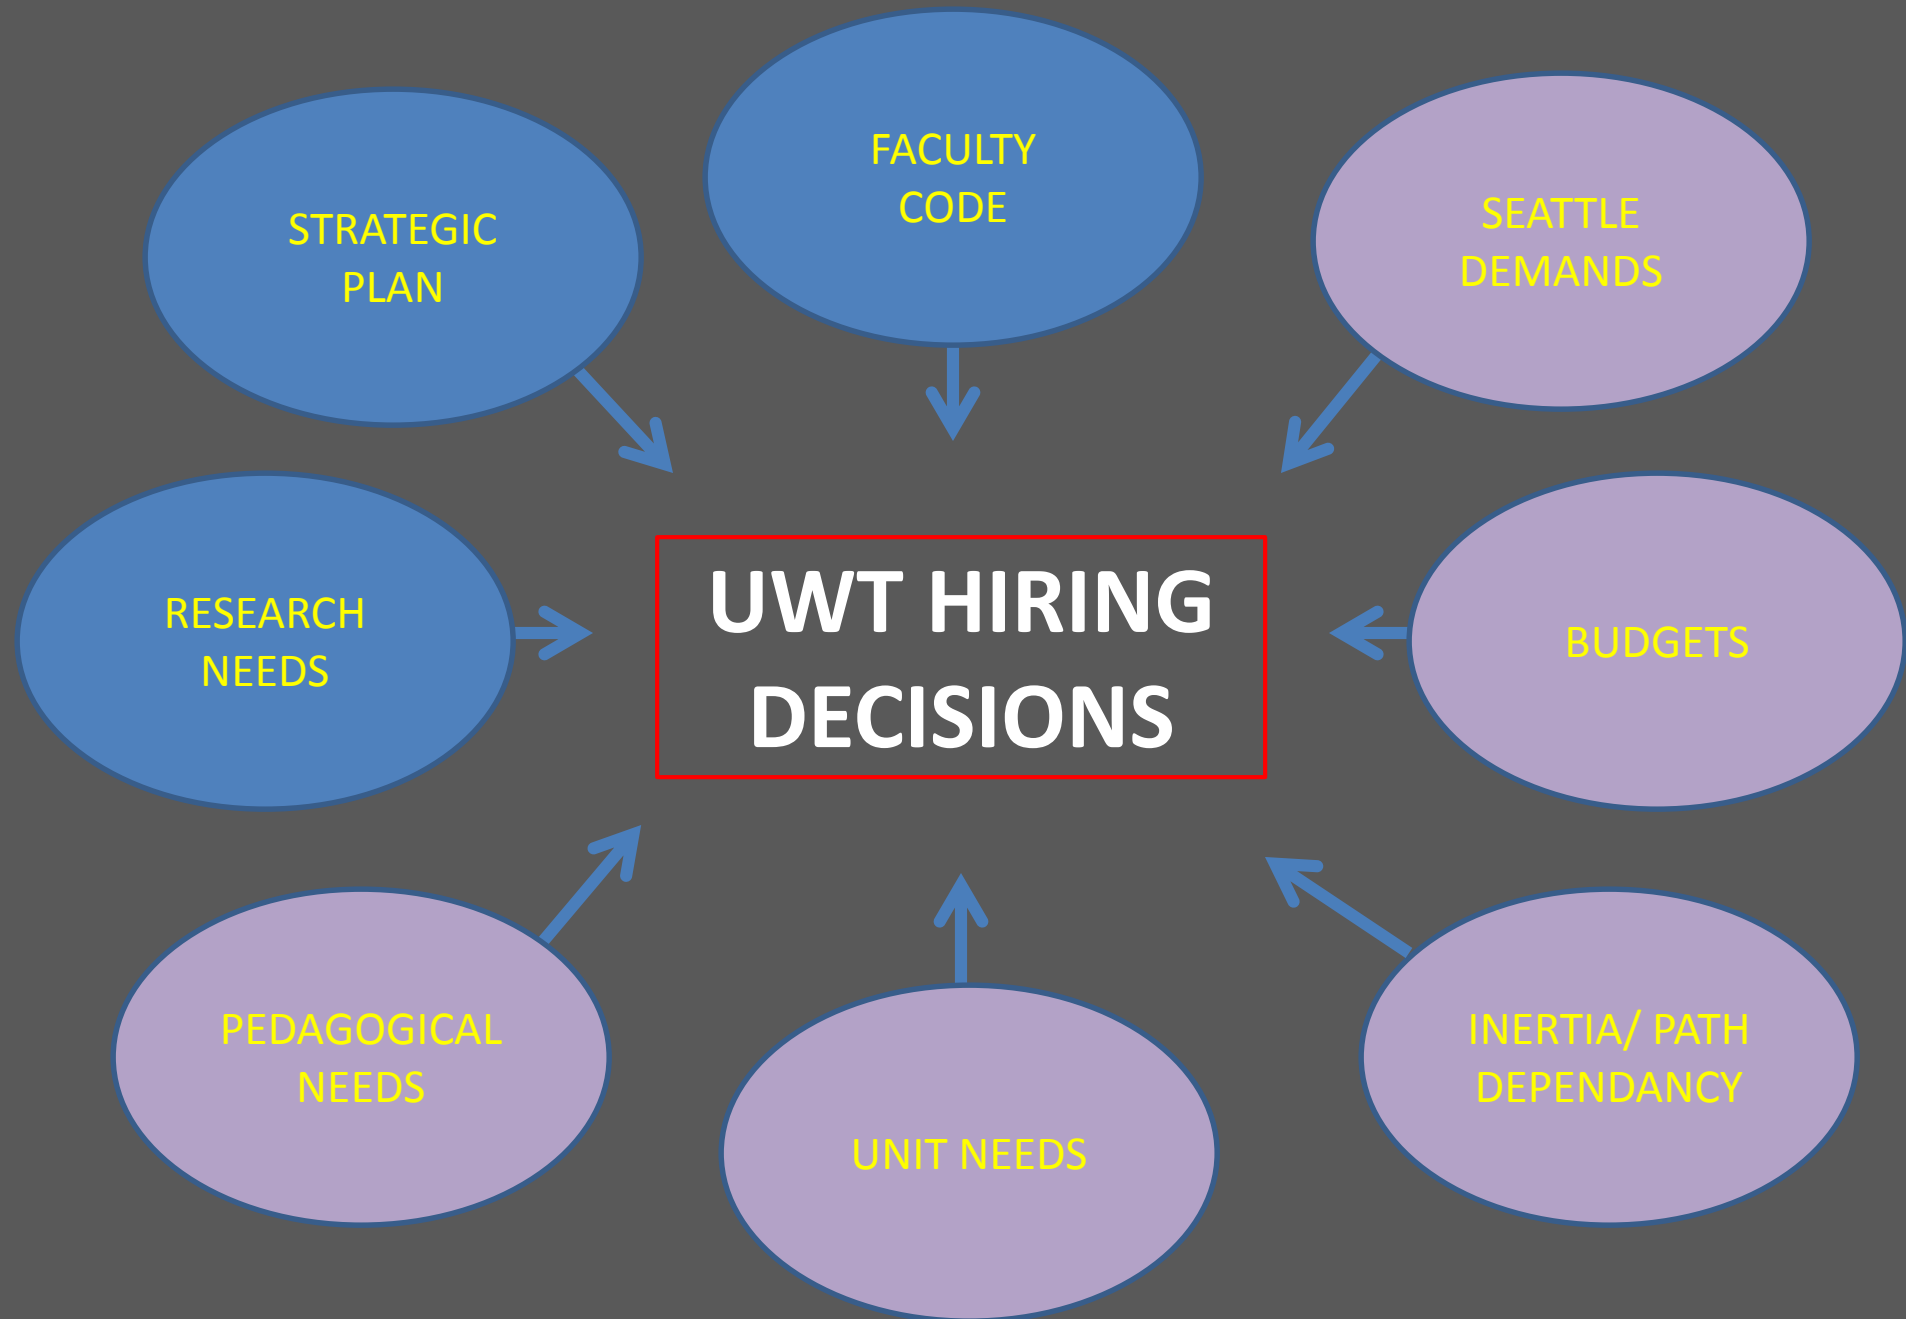 FACULTY
CODE
STRATEGIC
PLAN
SEATTLE
DEMANDS
RESEARCH
NEEDS
UWT HIRING
DECISIONS
BUDGETS
PEDAGOGICAL
NEEDS
UNIT NEEDS
INERTIA/ PATH
DEPENDANCY